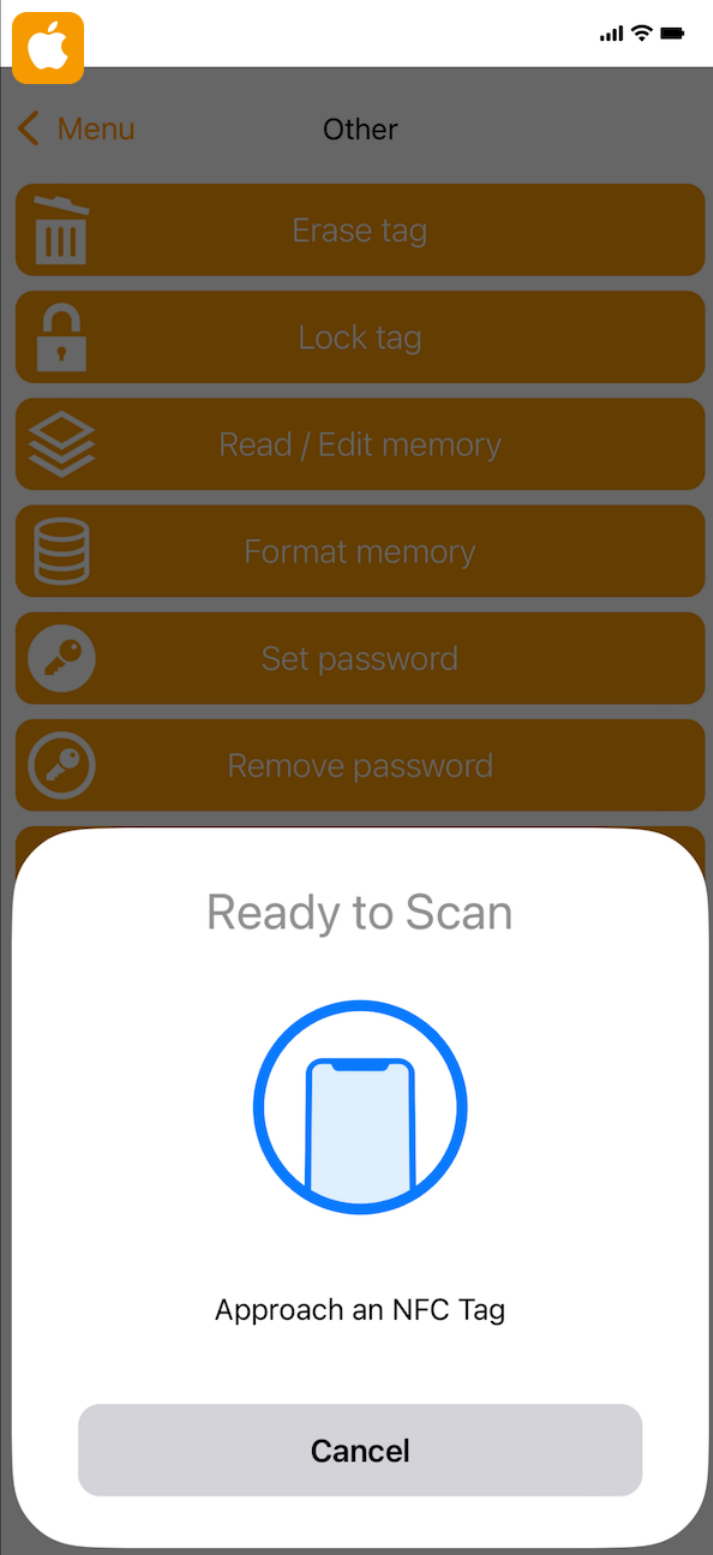 Menu
Other
Erase tag
Lock tag
Read / Edit memory
Format memory
Set password
Remove password
Ready to Scan
Approach an NFC Tag
Cancel